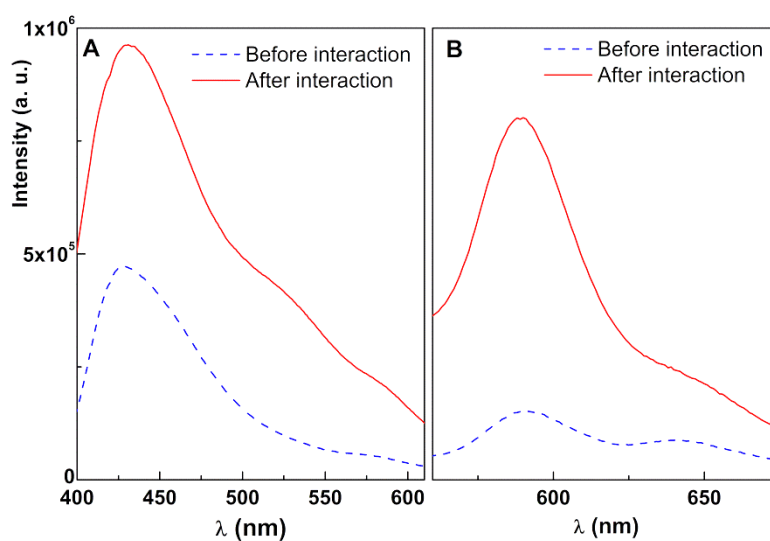 1x10⁶
A
Before interaction
After interaction
B
Before interaction
After interaction
Intensity (a. u.)
5x10⁵
0
400 450 500 550 600
600 650
λ (nm)
λ (nm)